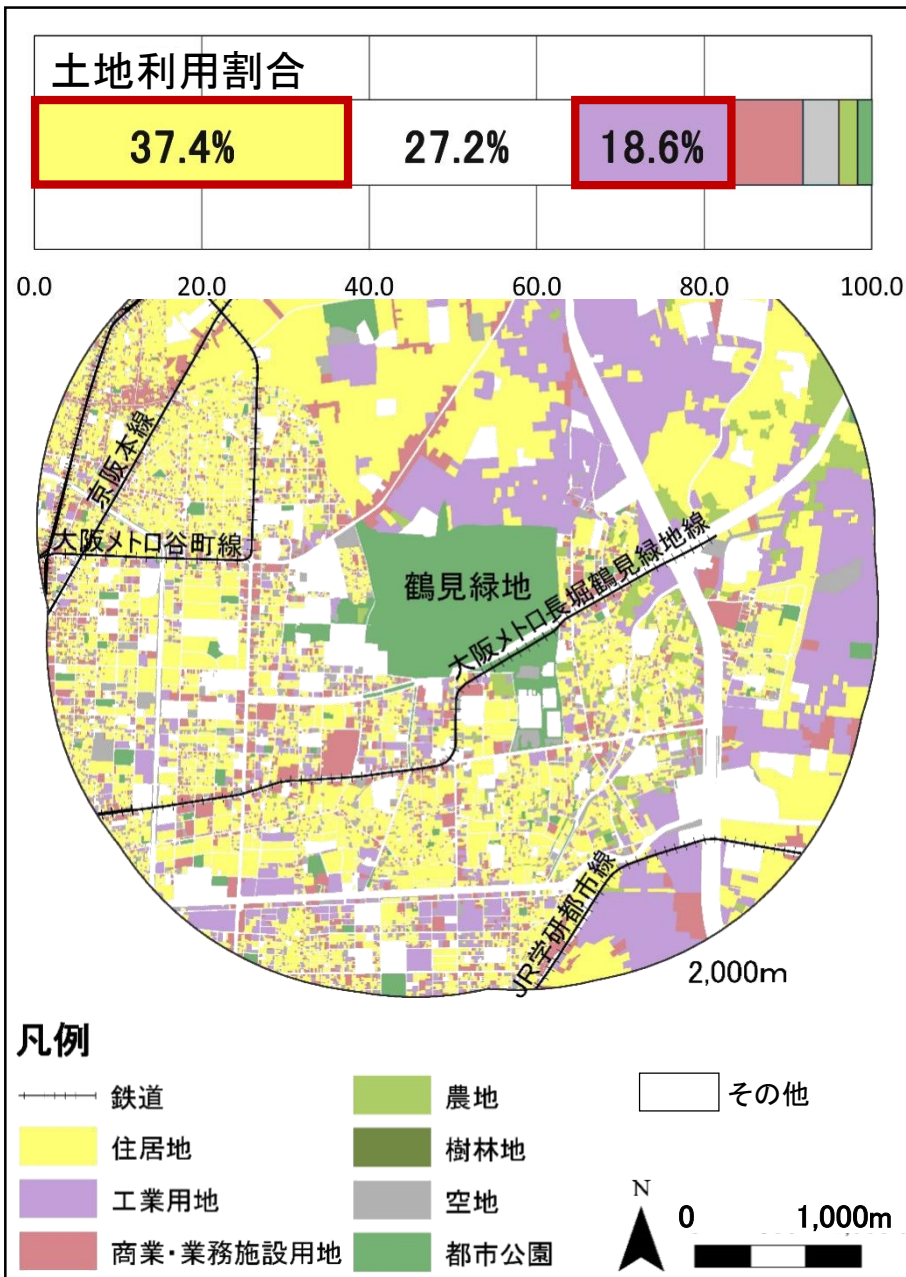 土地利用割合
37.4%
27.2%
18.6%
0.0
20.0
40.0
60.0
80.0
100.0
京阪本線
大阪メトロ谷町線
鶴見緑地
大阪メトロ長堀鶴見緑地線
JR学研都市線
2,000m
凡例
鉄道
農地
その他
住居地
樹林地
工業用地
空地
商業・業務施設用地
都市公園
N
0
1,000m